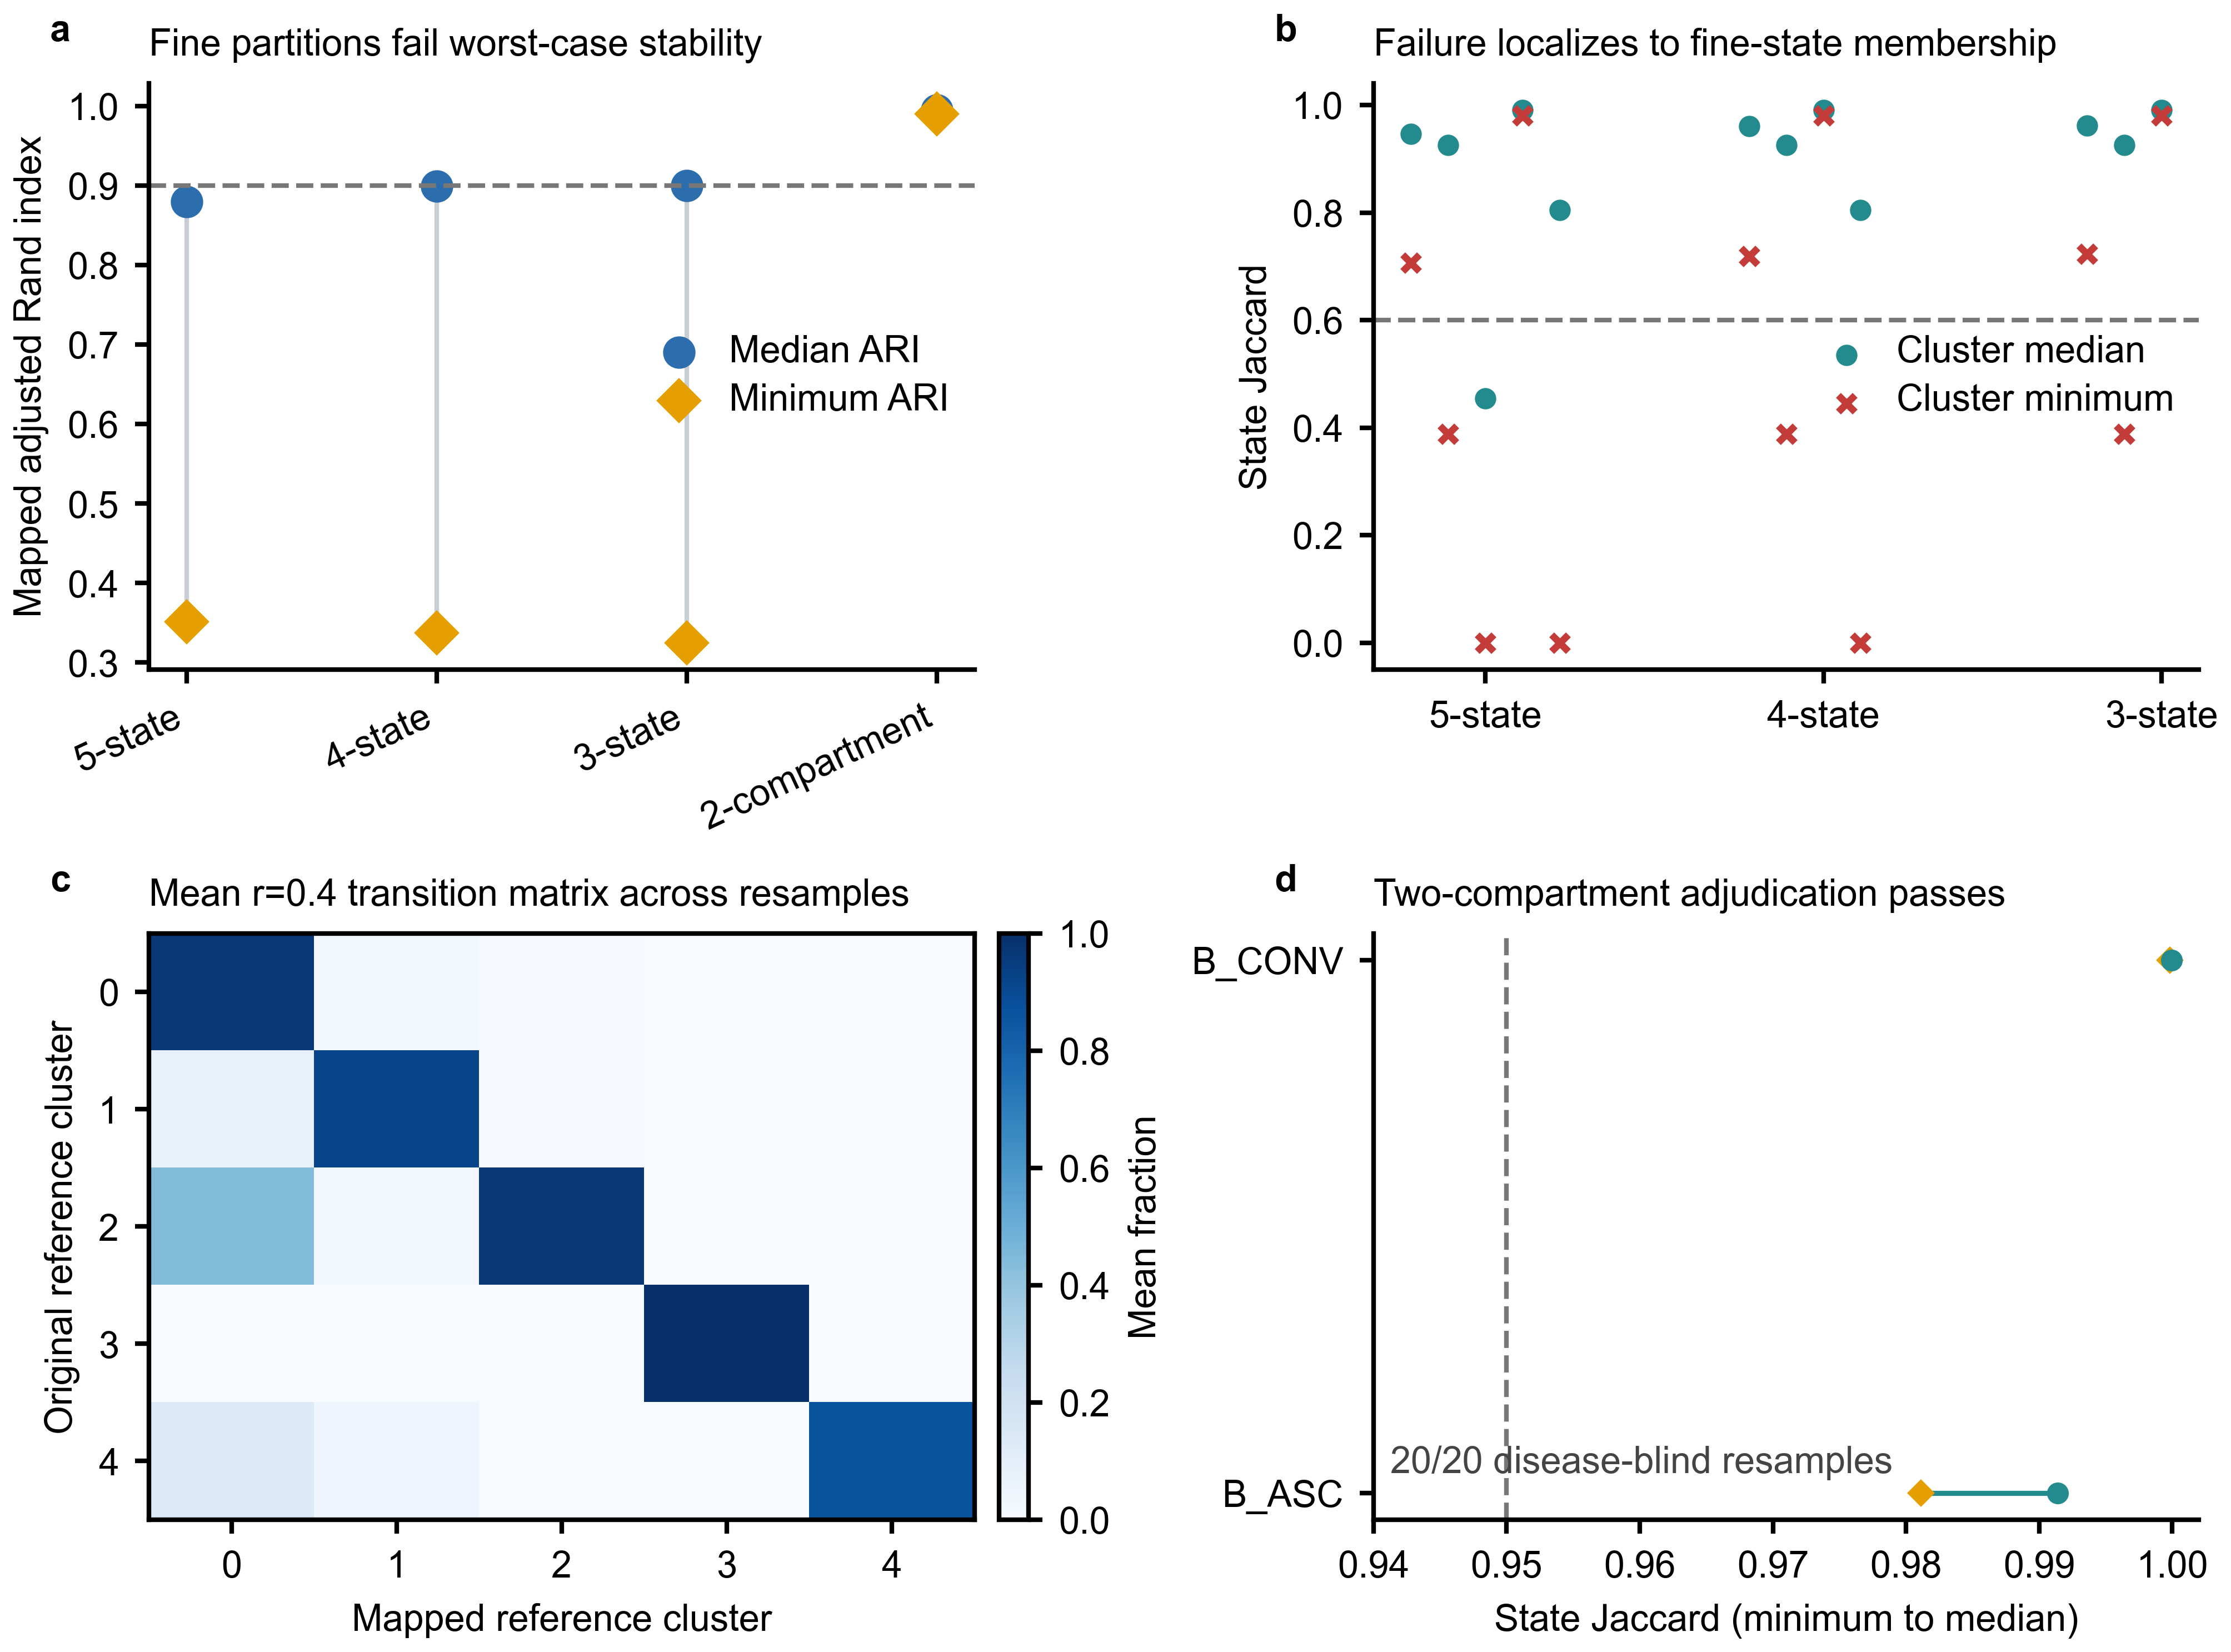 a
Fine partitions fail worst-case stability
Mapped adjusted Rand index
1.0
0.9
0.8
0.7
0.6
0.5
0.4
0.3
Median ARI
Minimum ARI
5-state
4-state
3-state
2-compartment
b
Failure localizes to fine-state membership
State Jaccard
1.0
0.8
0.6
0.4
0.2
0.0
Cluster median
Cluster minimum
5-state
4-state
3-state
c
Mean r=0.4 transition matrix across resamples
Original reference cluster
0
1
2
3
4
0
1
2
3
4
Mapped reference cluster
1.0
0.8
0.6
0.4
0.2
0.0
Mean fraction
d
Two-compartment adjudication passes
B_CONV
B_ASC
20/20 disease-blind resamples
0.94
0.95
0.96
0.97
0.98
0.99
1.00
State Jaccard (minimum to median)